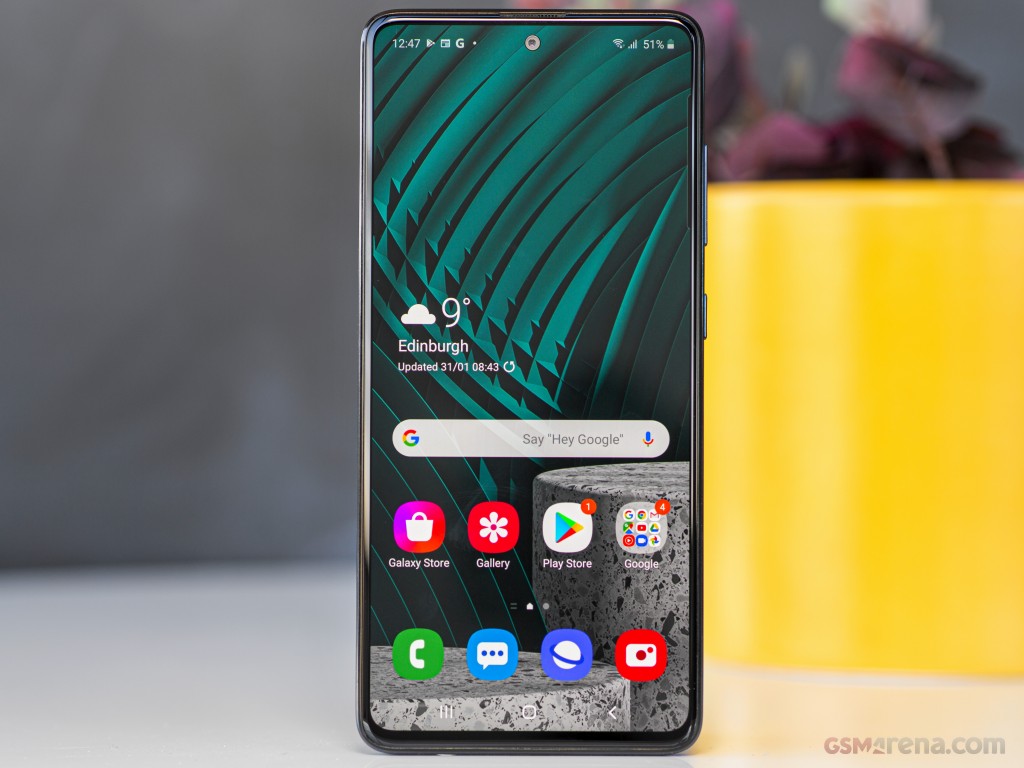 12:47 G
51%
9°
Edinburgh
Updated 31/01 08:43
G Say "Hey Google"
1 4
Galaxy Store Gallery Play Store Google
GSMarena.com